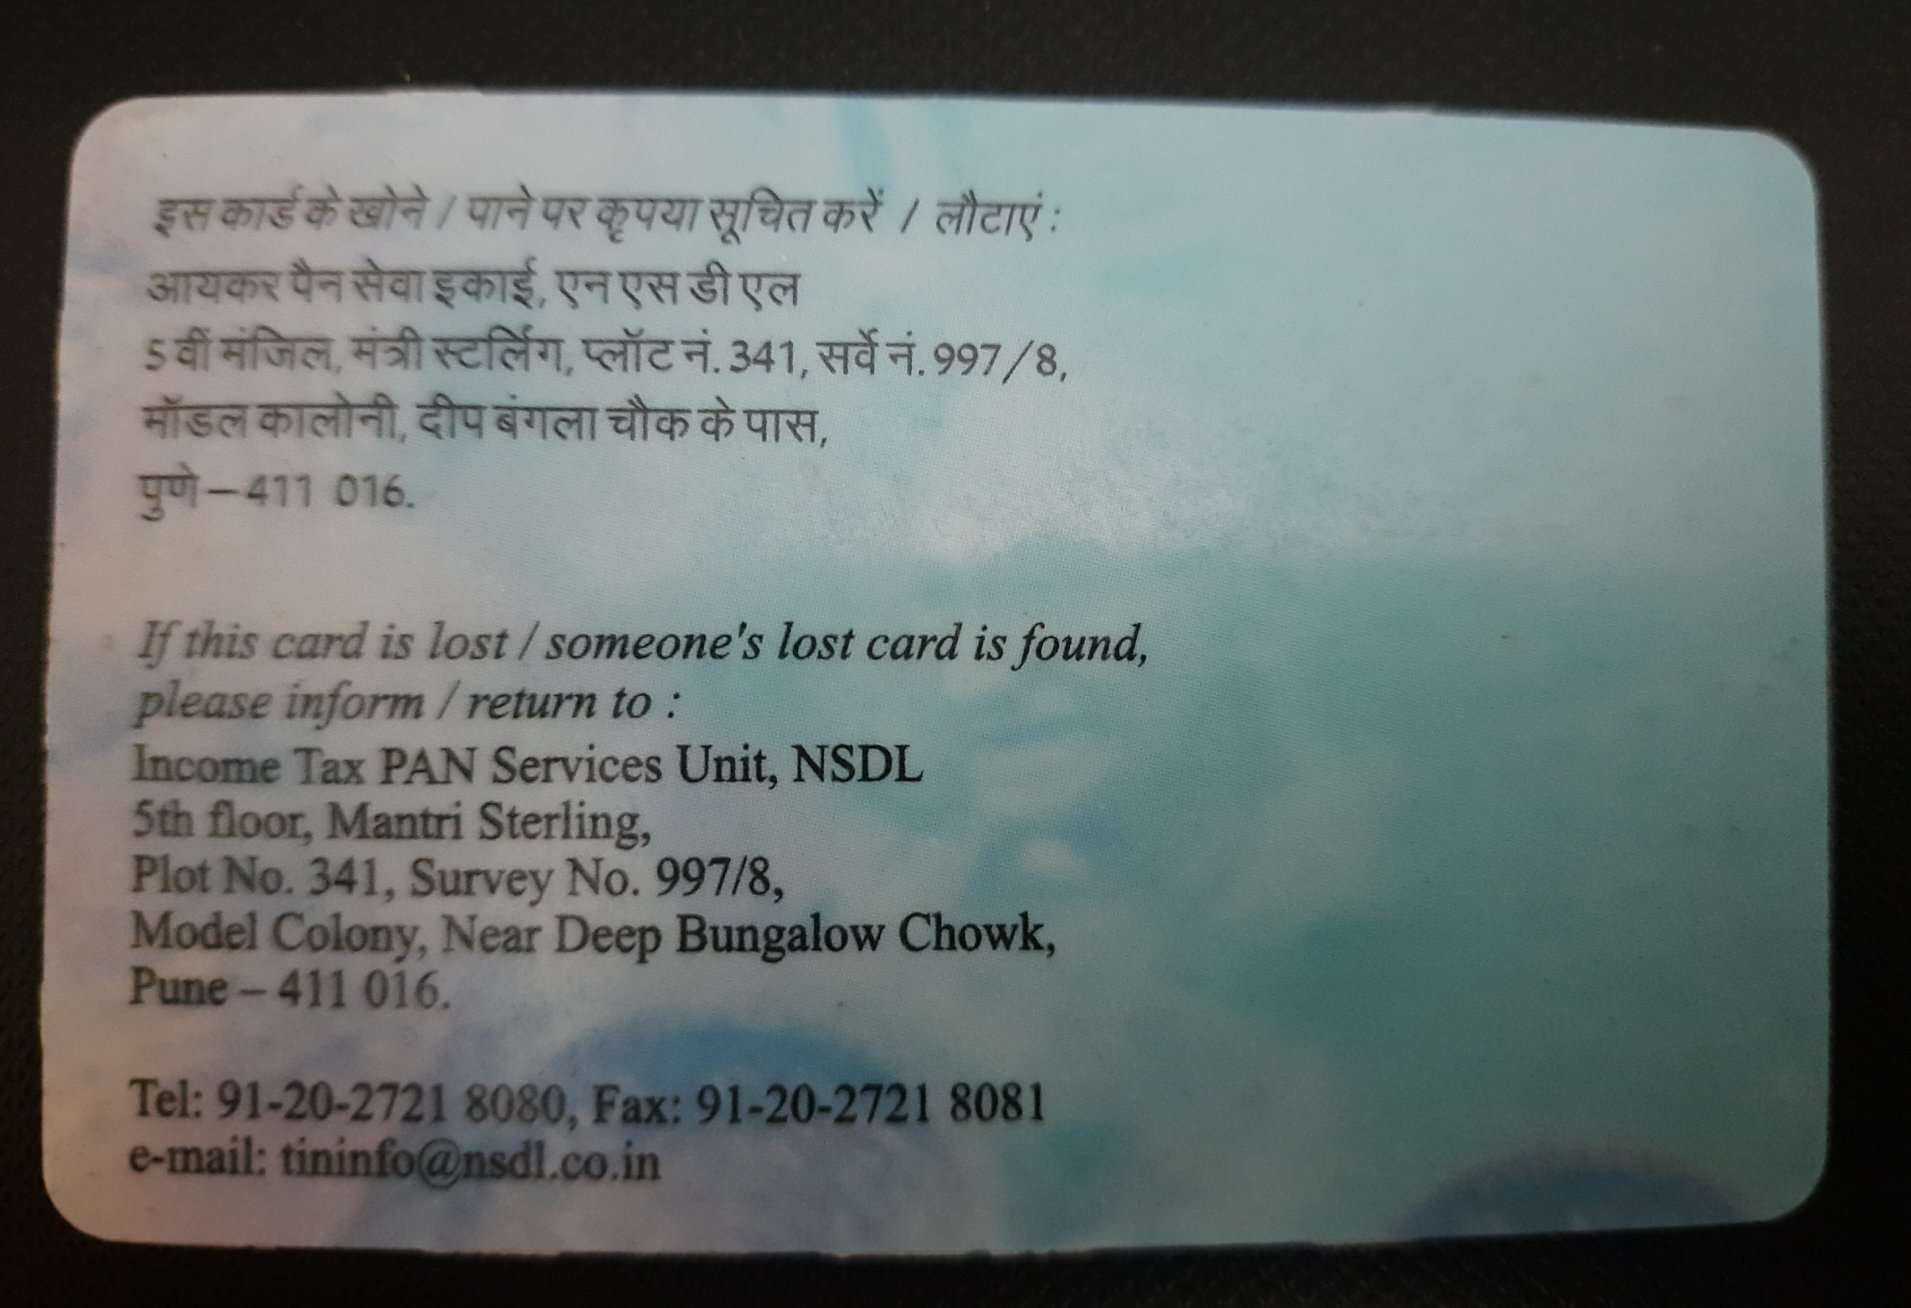 इस कार्ड के खोने / पाने पर कृपया सूचित करें / लौटाएं :
आयकर पैन सेवा इकाई, एन एस डी एल
5 वीं मंजिल, मंत्री स्टर्लिंग, प्लॉट नं. 341, सर्वे नं. 997/8,
मॉडल कालोनी, दीप बंगला चौक के पास,
पुणे – 411 016.
If this card is lost / someone's lost card is found,
please inform / return to :
Income Tax PAN Services Unit, NSDL
5th floor, Mantri Sterling,
Plot No. 341, Survey No. 997/8,
Model Colony, Near Deep Bungalow Chowk,
Pune – 411 016.
Tel: 91-20-2721 8080, Fax: 91-20-2721 8081
e-mail: tininfo@nsdl.co.in